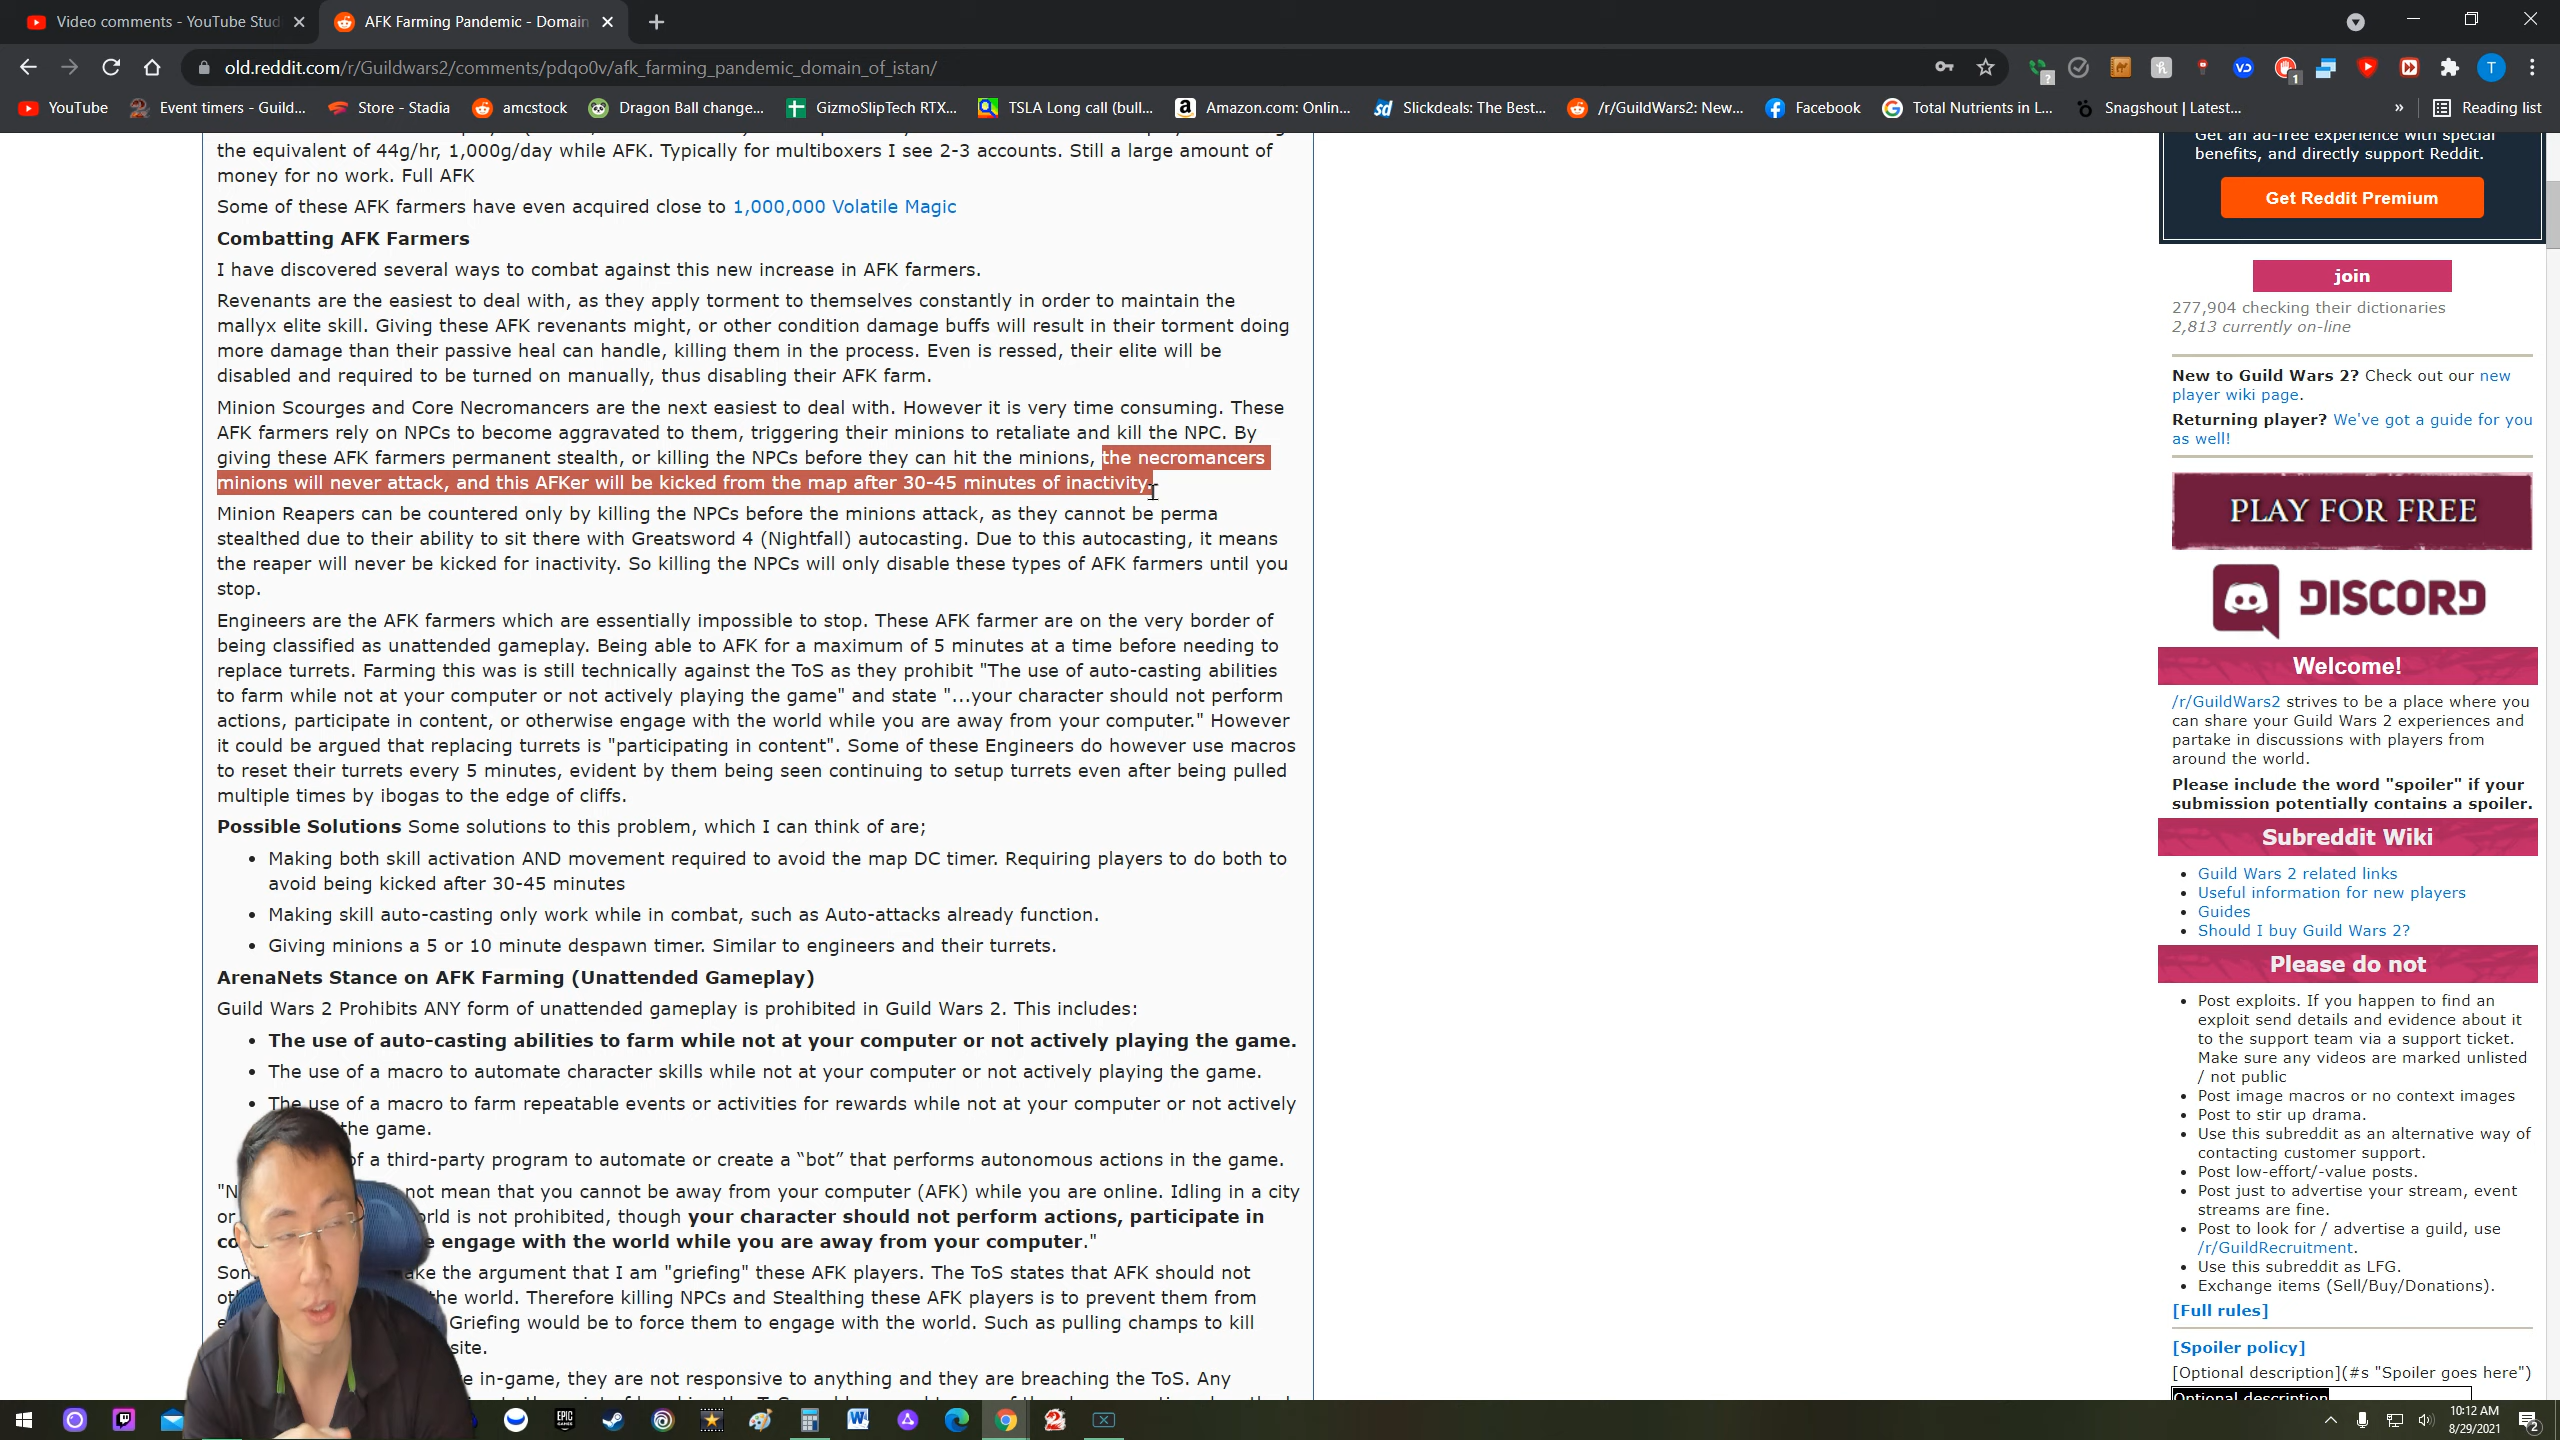 Video comments - YouTube Stud
AFK Farming Pandemic - Domain
old.reddit.com/r/Guildwars2/comments/pdqo0v/afk_farming_pandemic_domain_of_istan/
YouTube
Event timers - Guild...
Store - Stadia
amcstock
Dragon Ball change...
GizmoSlipTech RTX...
TSLA Long call (bull...
Amazon.com: Onlin...
Slickdeals: The Best...
/r/GuildWars2: New...
Facebook
Total Nutrients in L...
Snagshout | Latest...
»
Reading list
the equivalent of 44g/hr, 1,000g/day while AFK. Typically for multiboxers I see 2-3 accounts. Still a large amount of
money for no work. Full AFK
Some of these AFK farmers have even acquired close to 1,000,000 Volatile Magic
Combatting AFK Farmers
I have discovered several ways to combat against this new increase in AFK farmers.
Revenants are the easiest to deal with, as they apply torment to themselves constantly in order to maintain the
mallyx elite skill. Giving these AFK revenants might, or other condition damage buffs will result in their torment doing
more damage than their passive heal can handle, killing them in the process. Even is ressed, their elite will be
disabled and required to be turned on manually, thus disabling their AFK farm.
Minion Scourges and Core Necromancers are the next easiest to deal with. However it is very time consuming. These
AFK farmers rely on NPCs to become aggravated to them, triggering their minions to retaliate and kill the NPC. By
giving these AFK farmers permanent stealth, or killing the NPCs before they can hit the minions, the necromancers
minions will never attack, and this AFKer will be kicked from the map after 30-45 minutes of inactivity.
Minion Reapers can be countered only by killing the NPCs before the minions attack, as they cannot be perma
stealthed due to their ability to sit there with Greatsword 4 (Nightfall) autocasting. Due to this autocasting, it means
the reaper will never be kicked for inactivity. So killing the NPCs will only disable these types of AFK farmers until you
stop.
Engineers are the AFK farmers which are essentially impossible to stop. These AFK farmer are on the very border of
being classified as unattended gameplay. Being able to AFK for a maximum of 5 minutes at a time before needing to
replace turrets. Farming this was is still technically against the ToS as they prohibit "The use of auto-casting abilities
to farm while not at your computer or not actively playing the game" and state "...your character should not perform
actions, participate in content, or otherwise engage with the world while you are away from your computer." However
it could be argued that replacing turrets is "participating in content". Some of these Engineers do however use macros
to reset their turrets every 5 minutes, evident by them being seen continuing to setup turrets even after being pulled
multiple times by ibogas to the edge of cliffs.
Possible Solutions Some solutions to this problem, which I can think of are;
• Making both skill activation AND movement required to avoid the map DC timer. Requiring players to do both to
avoid being kicked after 30-45 minutes
• Making skill auto-casting only work while in combat, such as Auto-attacks already function.
• Giving minions a 5 or 10 minute despawn timer. Similar to engineers and their turrets.
ArenaNets Stance on AFK Farming (Unattended Gameplay)
Guild Wars 2 Prohibits ANY form of unattended gameplay is prohibited in Guild Wars 2. This includes:
• The use of auto-casting abilities to farm while not at your computer or not actively playing the game.
• The use of a macro to automate character skills while not at your computer or not actively playing the game.
• The use of a macro to farm repeatable events or activities for rewards while not at your computer or not actively
the game.
of a third-party program to automate or create a “bot” that performs autonomous actions in the game.
not mean that you cannot be away from your computer (AFK) while you are online. Idling in a city
or world is not prohibited, though your character should not perform actions, participate in
engage with the world while you are away from your computer."
the argument that I am "griefing" these AFK players. The ToS states that AFK should not
the world. Therefore killing NPCs and Stealthing these AFK players is to prevent them from
Griefing would be to force them to engage with the world. Such as pulling champs to kill
site.
in-game, they are not responsive to anything and they are breaching the ToS. Any
Get an ad-free experience with special
benefits, and directly support Reddit.
Get Reddit Premium
join
277,904 checking their dictionaries
2,813 currently on-line
New to Guild Wars 2? Check out our new
player wiki page.
Returning player? We've got a guide for you
as well!
PLAY FOR FREE
DISCORD
Welcome!
/r/GuildWars2 strives to be a place where you
can share your Guild Wars 2 experiences and
partake in discussions with players from
around the world.
Please include the word "spoiler" if your
submission potentially contains a spoiler.
Subreddit Wiki
• Guild Wars 2 related links
• Useful information for new players
• Guides
• Should I buy Guild Wars 2?
Please do not
• Post exploits. If you happen to find an
exploit send details and evidence about it
to the support team via a support ticket.
Make sure any videos are marked unlisted
/ not public
• Post image macros or no context images
• Post to stir up drama.
• Use this subreddit as an alternative way of
contacting customer support.
• Post low-effort/-value posts.
• Post just to advertise your stream, event
streams are fine.
• Post to look for / advertise a guild, use
/r/GuildRecruitment.
• Use this subreddit as LFG.
• Exchange items (Sell/Buy/Donations).
[Full rules]
[Spoiler policy]
[Optional description](#s "Spoiler goes here")
Optional description
10:12 AM
8/29/2021